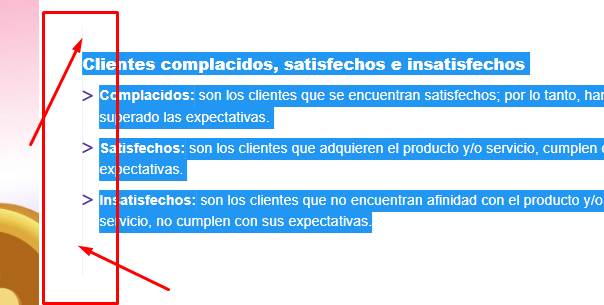 Clientes complacidos, satisfechos e insatisfechos
> Complacidos: son los clientes que se encuentran satisfechos; por lo tanto, han
superado las expectativas.
> Satisfechos: son los clientes que adquieren el producto y/o servicio, cumplen
expectativas.
> Insatisfechos: son los clientes que no encuentran afinidad con el producto y/o
servicio, no cumplen con sus expectativas.